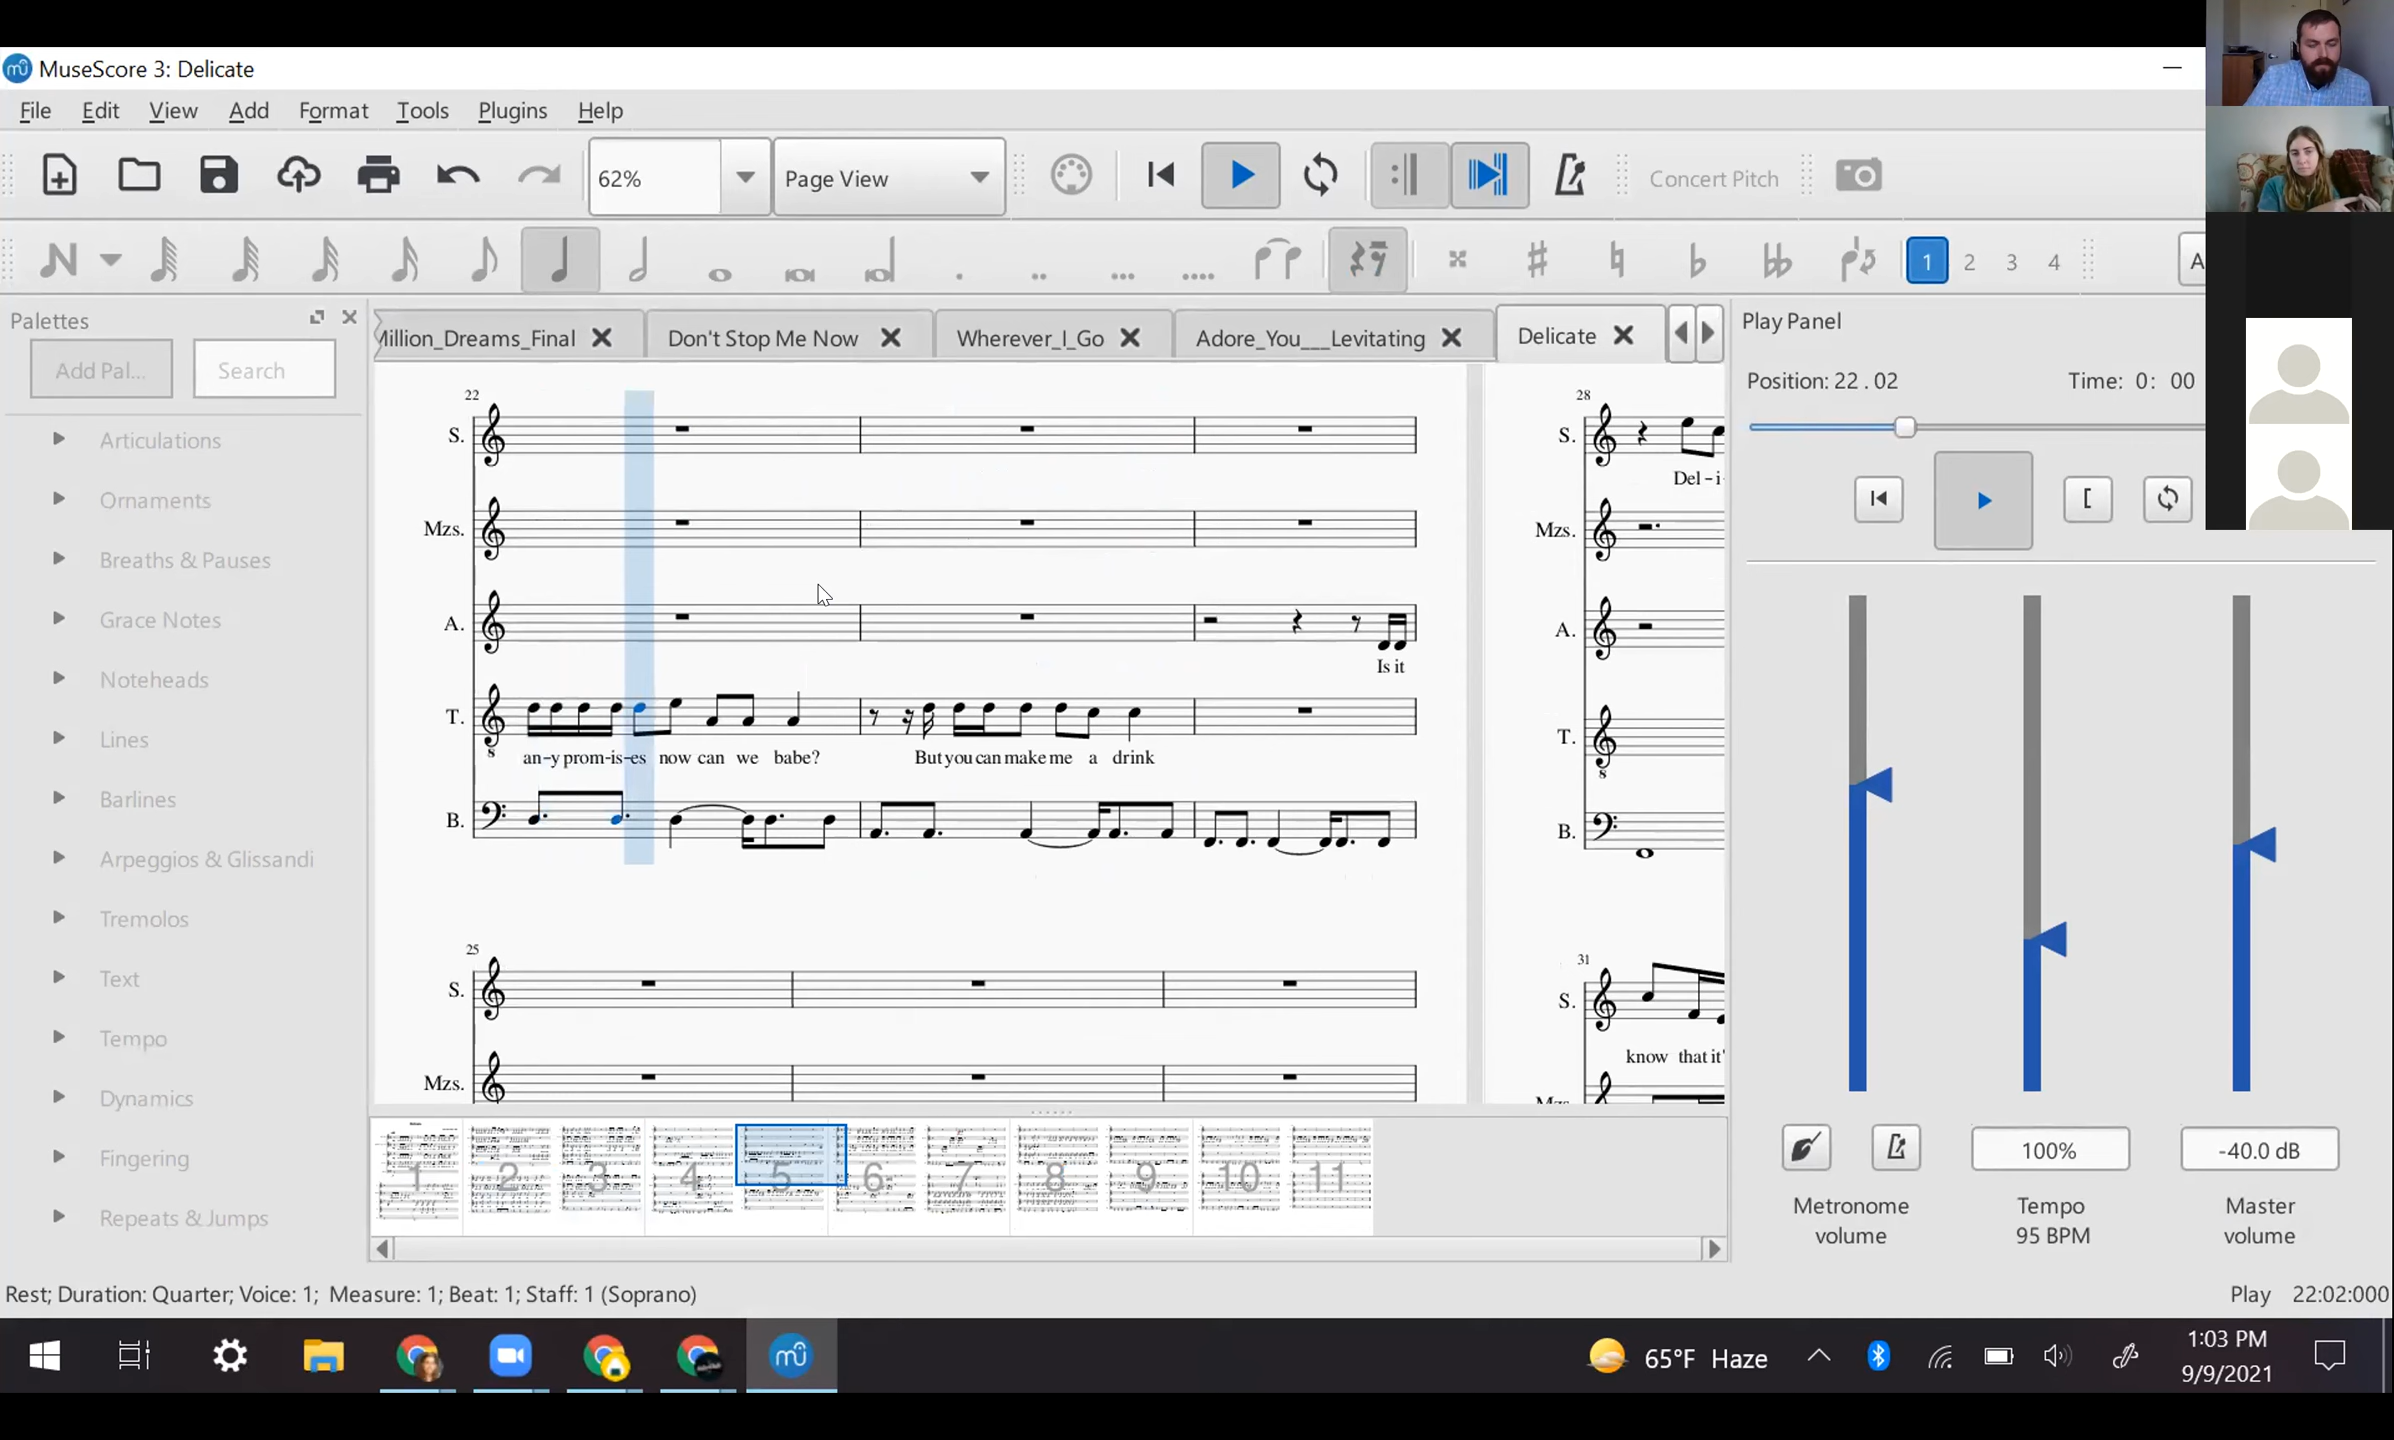 MuseScore 3: Delicate
File Edit View Add Format Tools Plugins Help
62% Page View Concert Pitch
1 2 3 4 A
Palettes
Add Pal... Search
Articulations
Ornaments
Breaths & Pauses
Grace Notes
Noteheads
Lines
Barlines
Arpeggios & Glissandi
Tremolos
Text
Tempo
Dynamics
Fingering
Repeats & Jumps
Million_Dreams_Final Don't Stop Me Now Wherever_I_Go Adore_You___Levitating Delicate
22
S.
Mzs.
A.
Is it
T.
8
an-y prom-is-es now can we babe? But you can make me a drink
B.
25
S.
Mzs.
28
S.
Del-i-
Mzs.
A.
T.
8
B.
31
S.
know that it'
Mzs.
1 2 3 4 5 6 7 8 9 10 11
Play Panel
Position: 22 . 02 Time: 0: 00
100% -40.0 dB
Metronome volume
Tempo 95 BPM
Master volume
Rest; Duration: Quarter; Voice: 1; Measure: 1; Beat: 1; Staff: 1 (Soprano) Play 22:02:000
65°F Haze
1:03 PM
9/9/2021